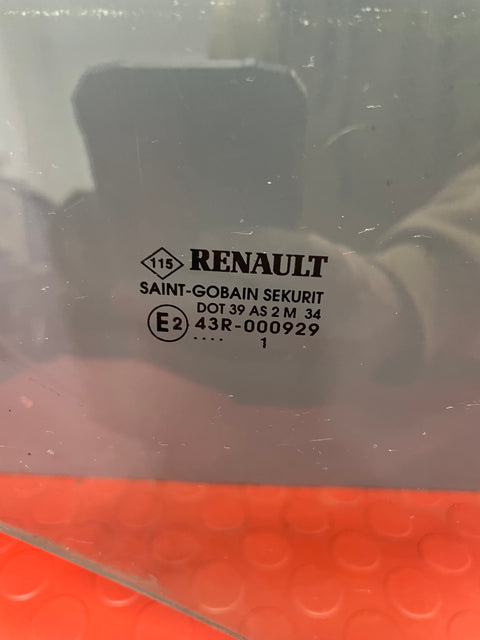 115 RENAULT
SAINT-GOBAIN SEKURIT
DOT 39 AS 2 M 34
E2 43R-000929
.... 1